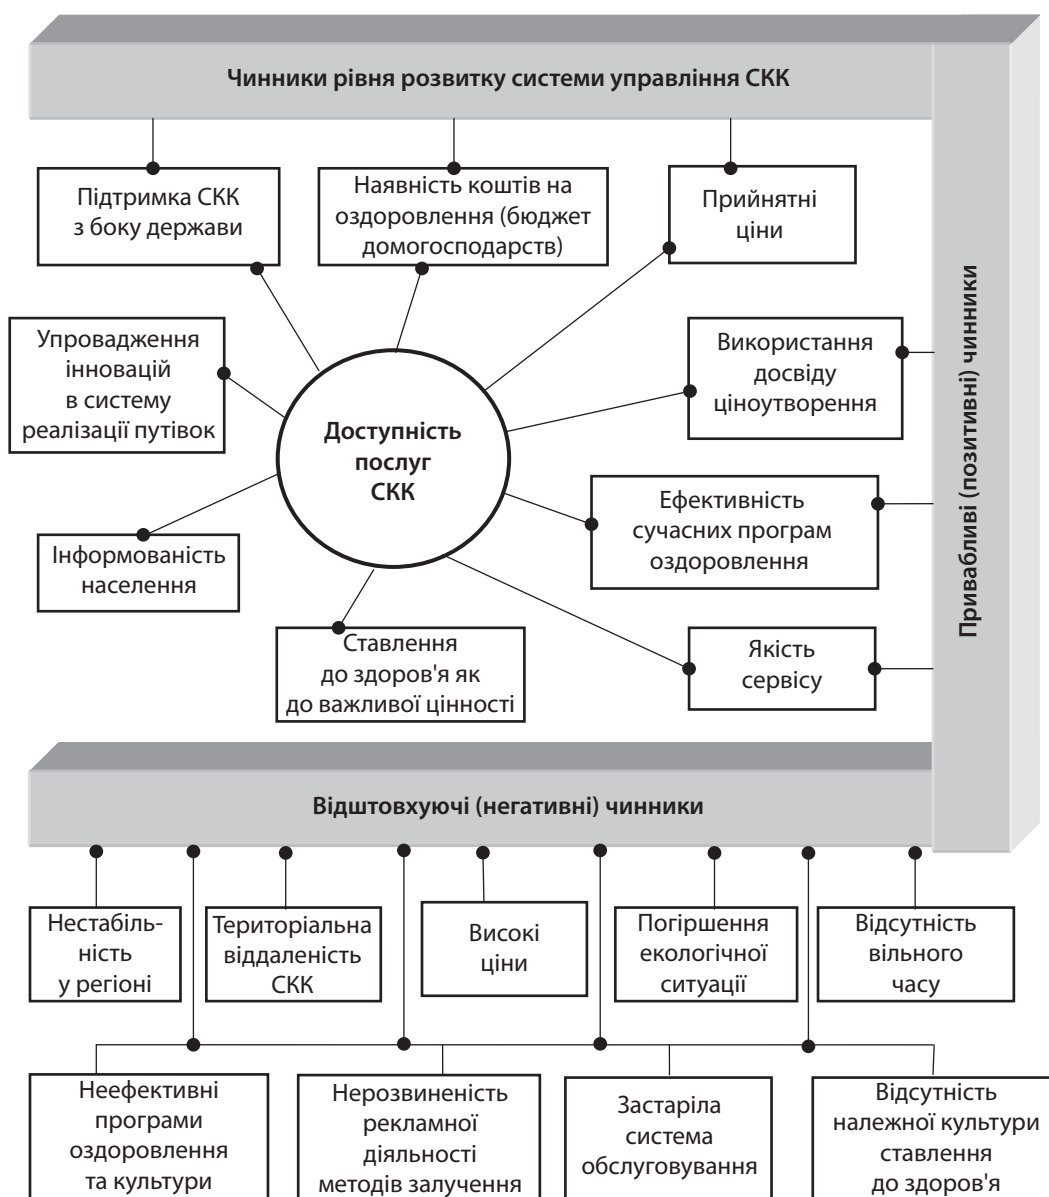 Чинники рівня розвитку системи управління СКК
Підтримка СКК
з боку держави
Наявність коштів на
оздоровлення (бюджет
домогосподарств)
Прийнятні
ціни
Упровадження
інновацій
в систему
реалізації путівок
Доступність
послуг
СКК
Використання
досвіду
ціноутворення
Ефективність
сучасних програм
оздоровлення
Інформованість
населення
Ставлення
до здоров'я як
до важливої цінності
Якість
сервісу
Привабливі (позитивні) чинники
Відштовхуючі (негативні) чинники
Нестабіль-
ність
у регіоні
Територіальна
віддаленість
СКК
Високі
ціни
Погіршення
екологічної
ситуації
Відсутність
вільного
часу
Неефективні
програми
оздоровлення
та культури
Нерозвиненість
рекламної
діяльності
методів залучення
Застаріла
система
обслуговування
Відсутність
належної культури
ставлення
до здоров'я